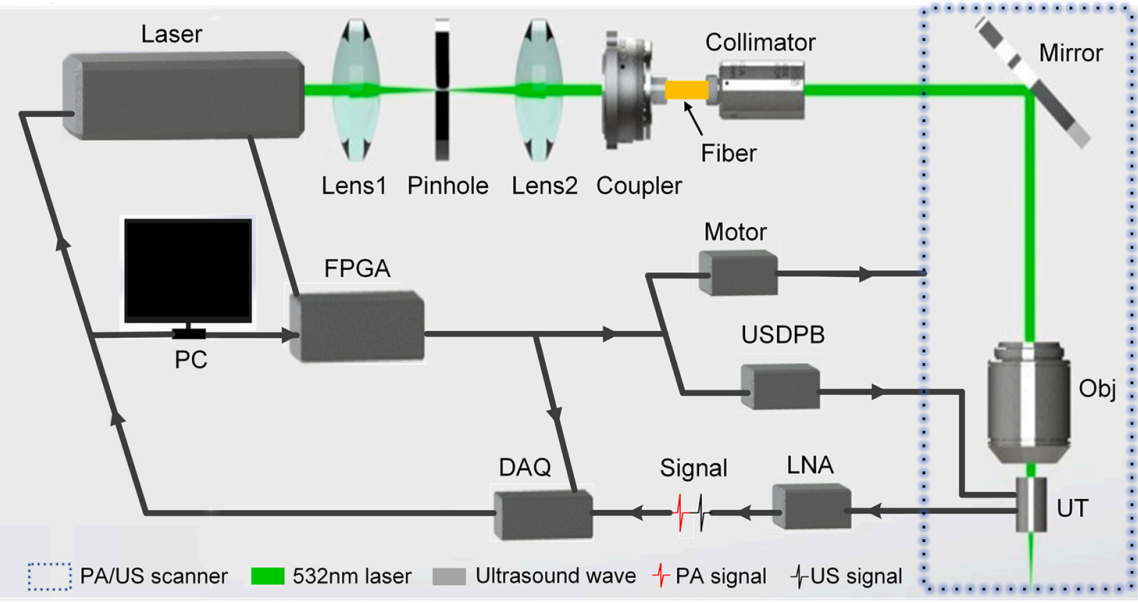 Laser
Collimator
Mirror
Fiber
Lens1 Pinhole Lens2 Coupler
Motor
FPGA
USDPB
PC
Obj
DAQ Signal LNA
UT
PA/US scanner 532nm laser Ultrasound wave PA signal US signal